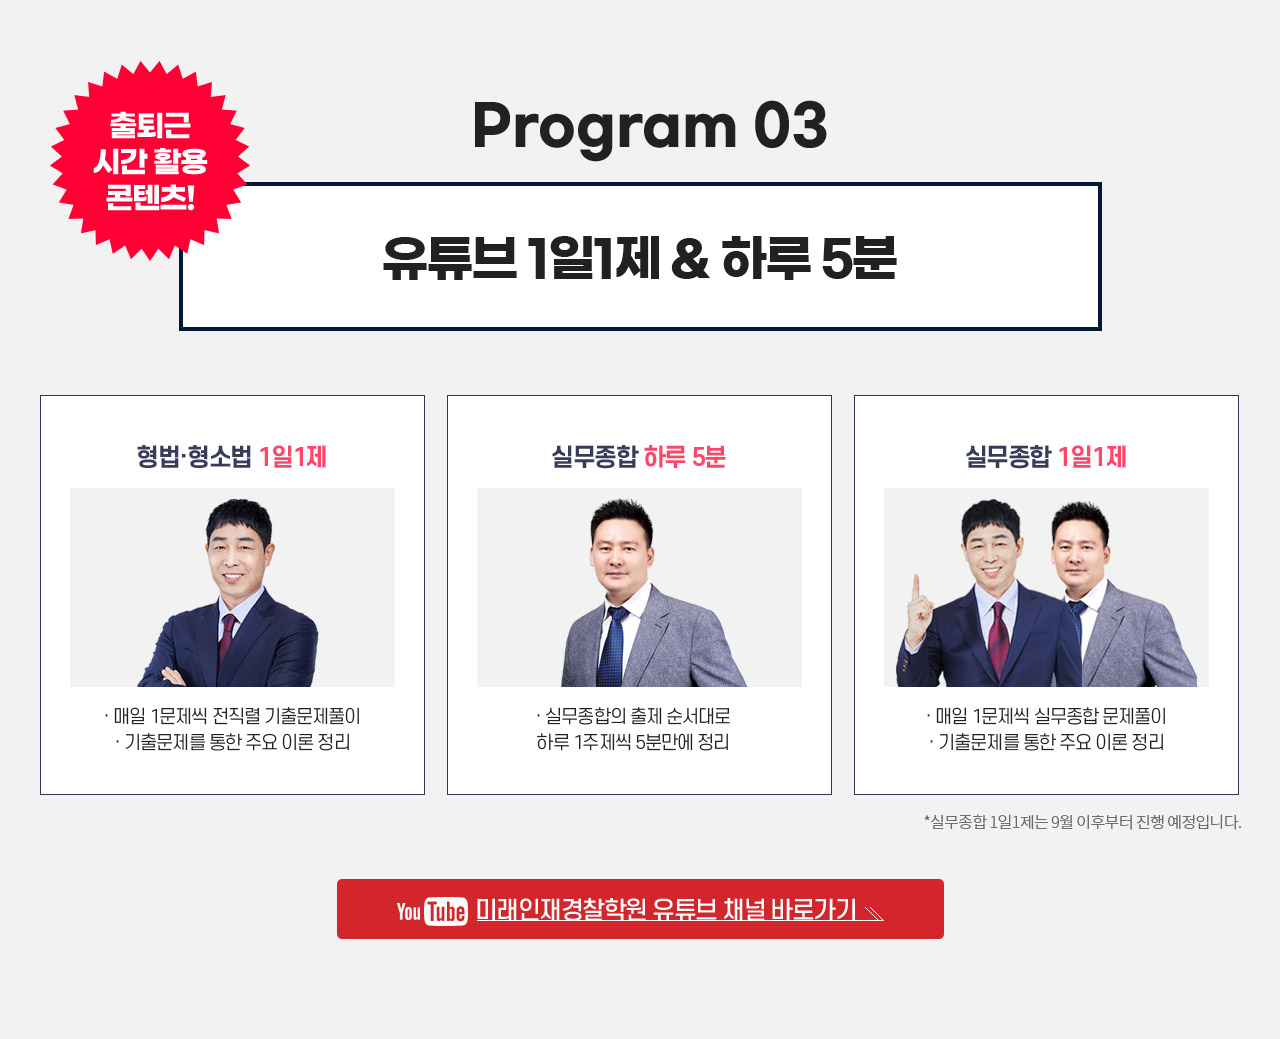 출퇴근
시간 활용
콘텐츠!
Program 03
유튜브 1일1제 & 하루 5분
형법·형소법 1일1제
· 매일 1문제씩 전직렬 기출문제풀이
· 기출문제를 통한 주요 이론 정리
실무종합 하루 5분
· 실무종합의 출제 순서대로
하루 1주제씩 5분만에 정리
실무종합 1일1제
· 매일 1문제씩 실무종합 문제풀이
· 기출문제를 통한 주요 이론 정리
*실무종합 1일1제는 9월 이후부터 진행 예정입니다.
YouTube 미래인재경찰학원 유튜브 채널 바로가기